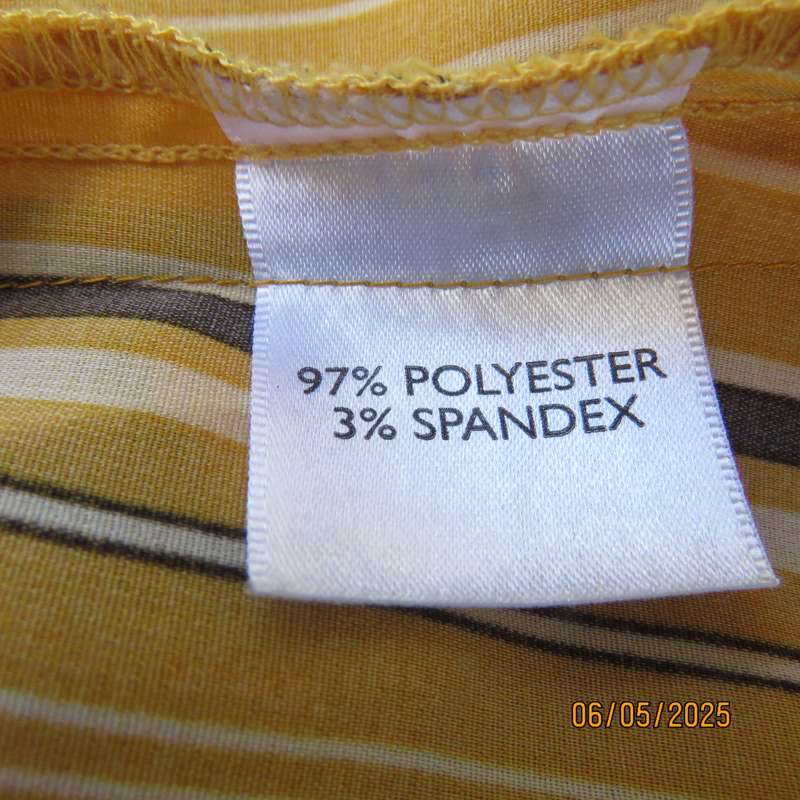 97% POLYESTER
3% SPANDEX
06/05/2025